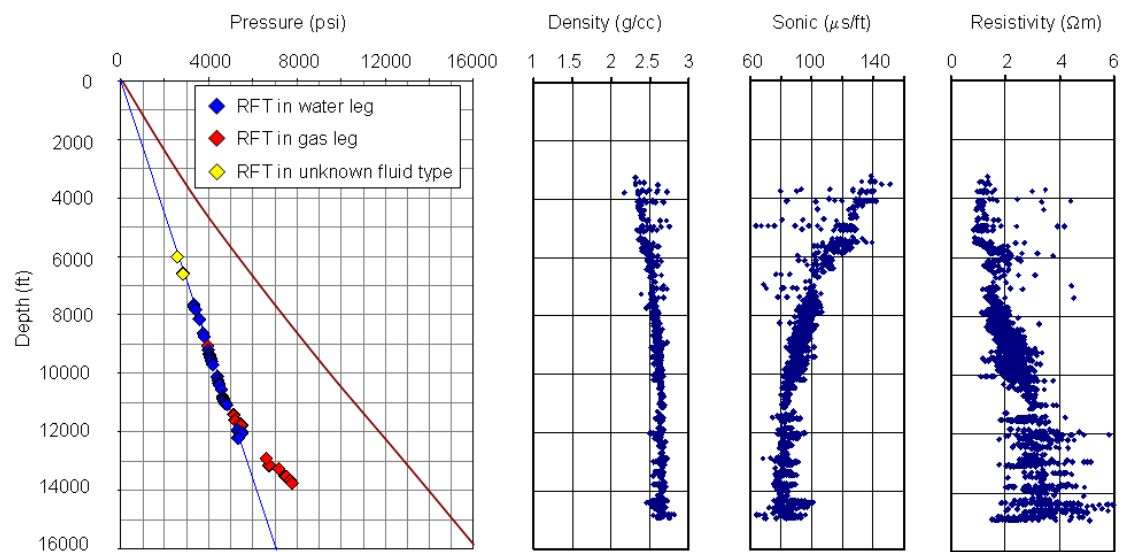 Pressure (psi)
Density (g/cc)
Sonic (μs/ft)
Resistivity (Ωm)
0 4000 8000 12000 16000
1 1.5 2 2.5 3
60 100 140
0 2 4 6
0
2000
4000
6000
8000
10000
12000
14000
16000
Depth (ft)
RFT in water leg
RFT in gas leg
RFT in unknown fluid type